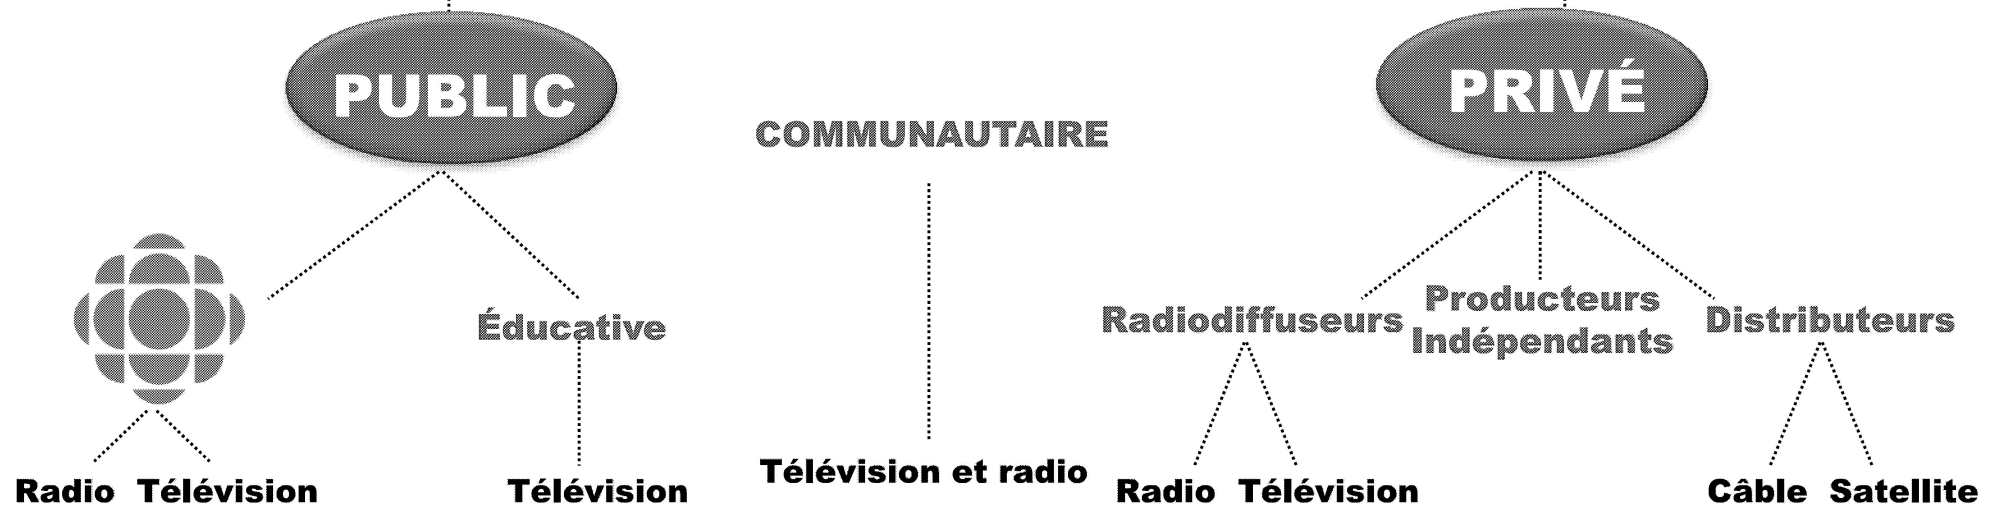 PUBLIC
PRIVÉ
COMMUNAUTAIRE
Éducative
Radiodiffuseurs
Producteurs
Indépendants
Distributeurs
Radio Télévision
Télévision
Télévision et radio
Radio Télévision
Câble Satellite